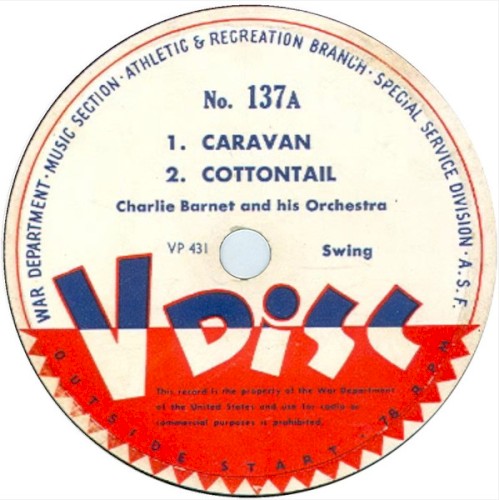 WAR DEPARTMENT · MUSIC SECTION · ATHLETIC & RECREATION BRANCH · SPECIAL SERVICE DIVISION · A.S.F.
No. 137A
1. CARAVAN
2. COTTONTAIL
Charlie Barnet and his Orchestra
VP 431 Swing
V DiSC
This record is the property of the War Department
of the United States and use for radio or
commercial purposes is prohibited.
OUTSIDE START · 78 RPM